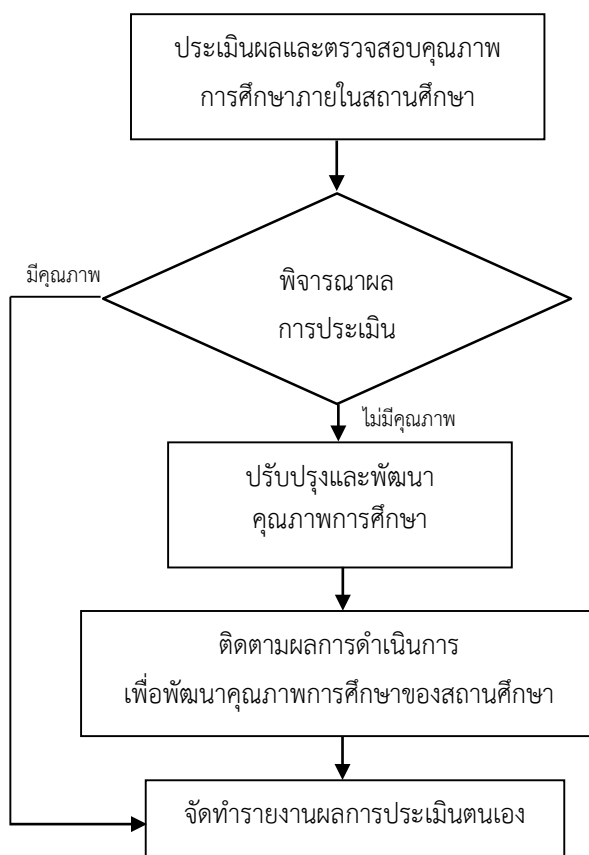 ประเมินผลและตรวจสอบคุณภาพ
การศึกษาภายในสถานศึกษา
มีคุณภาพ
พิจารณาผล
การประเมิน
ไม่มีคุณภาพ
ปรับปรุงและพัฒนา
คุณภาพการศึกษา
ติดตามผลการดำเนินการ
เพื่อพัฒนาคุณภาพการศึกษาของสถานศึกษา
จัดทำรายงานผลการประเมินตนเอง